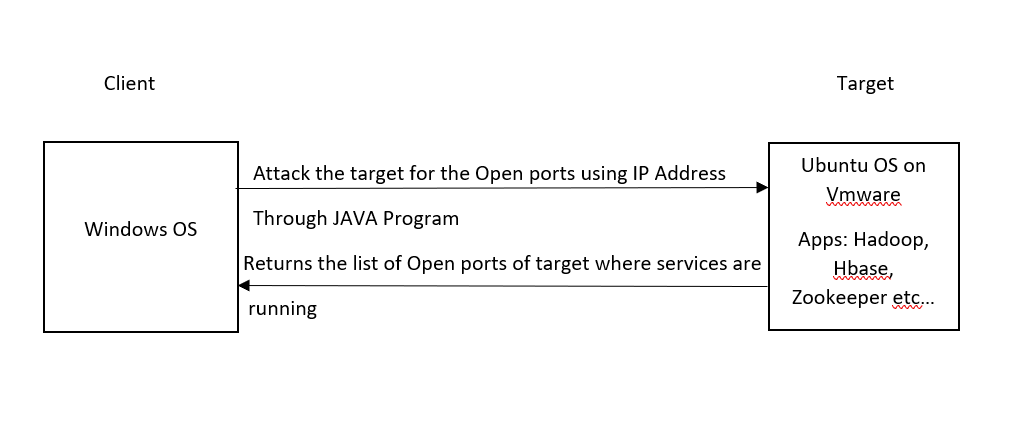 Client
Target
Windows OS
Attack the target for the Open ports using IP Address
Through JAVA Program
Returns the list of Open ports of target where services are
running
Ubuntu OS on
Vmware
Apps: Hadoop,
Hbase,
Zookeeper etc...